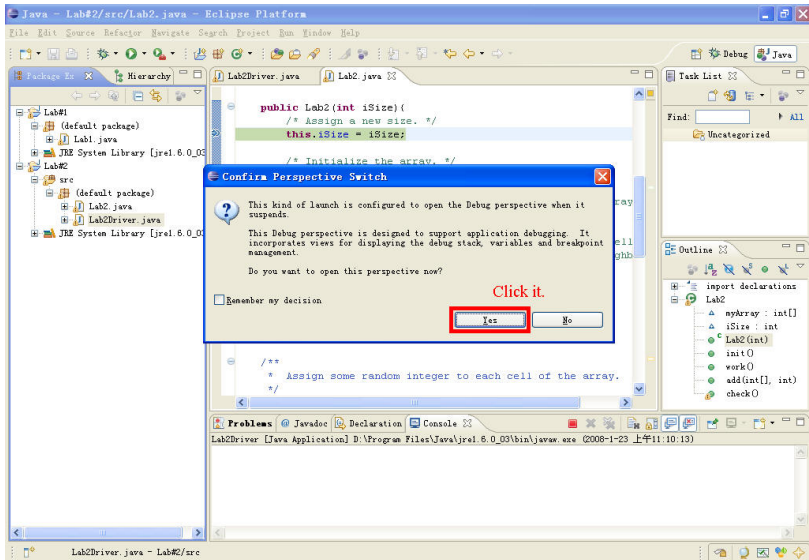 Java - Lab#2/src/Lab2.java - Eclipse Platform
File Edit Source Refactor Navigate Search Project Run Window Help
Debug Java
Package Ex Hierarchy
Lab2Driver.java Lab2.java
Task List
Lab#1
(default package)
Lab1.java
JRE System Library [jre1.6.0_03
Lab#2
src
(default package)
Lab2.java
Lab2Driver.java
JRE System Library [jre1.6.0_03
public Lab2(int iSize){
/* Assign a new size. */
this.iSize = iSize;
/* Initialize the array. */
Find: All
Uncategorized
Confirm Perspective Switch
This kind of launch is configured to open the Debug perspective when it
suspends.
This Debug perspective is designed to support application debugging. It
incorporates views for displaying the debug stack, variables and breakpoint
management.
Do you want to open this perspective now?
Click it.
Remember my decision
Yes No
ray
ell
ghb
/**
* Assign some random integer to each cell of the array.
*/
Outline
import declarations
Lab2
myArray : int[]
iSize : int
Lab2(int)
init()
work()
add(int[], int)
check()
Problems Javadoc Declaration Console
Lab2Driver [Java Application] D:\Program Files\Java\jre1.6.0_03\bin\javaw.exe (2008-1-23 上午11:10:13)
Lab2Driver.java - Lab#2/src